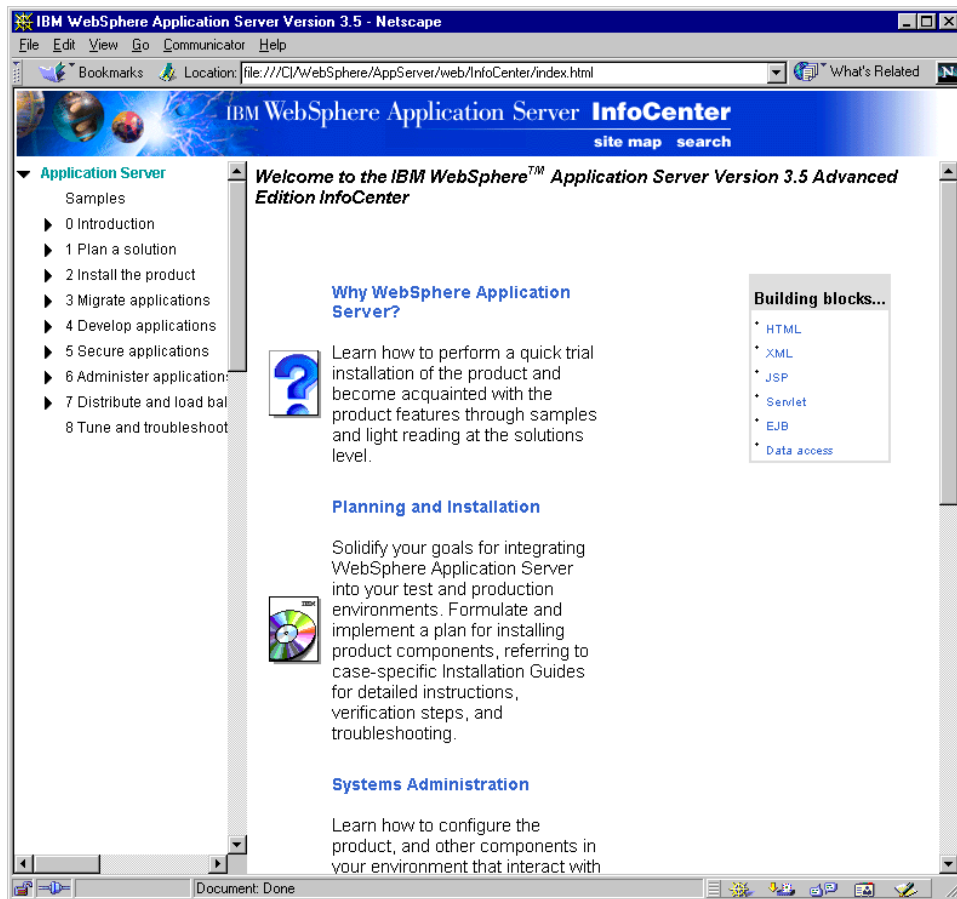 IBM WebSphere Application Server Version 3.5 - Netscape
File Edit View Go Communicator Help
Bookmarks Location: file:///C|/WebSphere/AppServer/web/InfoCenter/index.html What's Related N
IBM WebSphere Application Server InfoCenter
site map search
Application Server
Samples
0 Introduction
1 Plan a solution
2 Install the product
3 Migrate applications
4 Develop applications
5 Secure applications
6 Administer application
7 Distribute and load bal
8 Tune and troubleshoot
Welcome to the IBM WebSphere™ Application Server Version 3.5 Advanced
Edition InfoCenter
Why WebSphere Application
Server?
Learn how to perform a quick trial
installation of the product and
become acquainted with the
product features through samples
and light reading at the solutions
level.
Building blocks...
HTML
XML
JSP
Servlet
EJB
Data access
Planning and Installation
Solidify your goals for integrating
WebSphere Application Server
into your test and production
environments. Formulate and
implement a plan for installing
product components, referring to
case-specific Installation Guides
for detailed instructions,
verification steps, and
troubleshooting.
IBM
Systems Administration
Learn how to configure the
product, and other components in
your environment that interact with
Document: Done